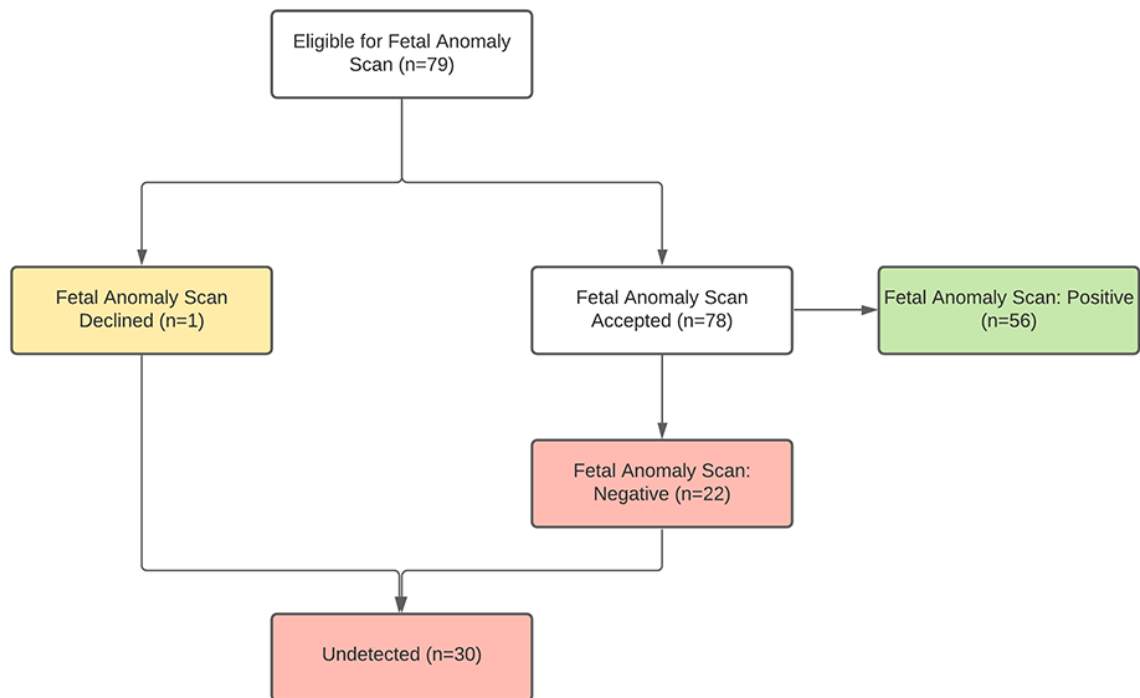 Eligible for Fetal Anomaly
Scan (n=79)
Fetal Anomaly Scan
Declined (n=1)
Fetal Anomaly Scan
Accepted (n=78)
Fetal Anomaly Scan: Positive
(n=56)
Fetal Anomaly Scan:
Negative (n=22)
Undetected (n=30)